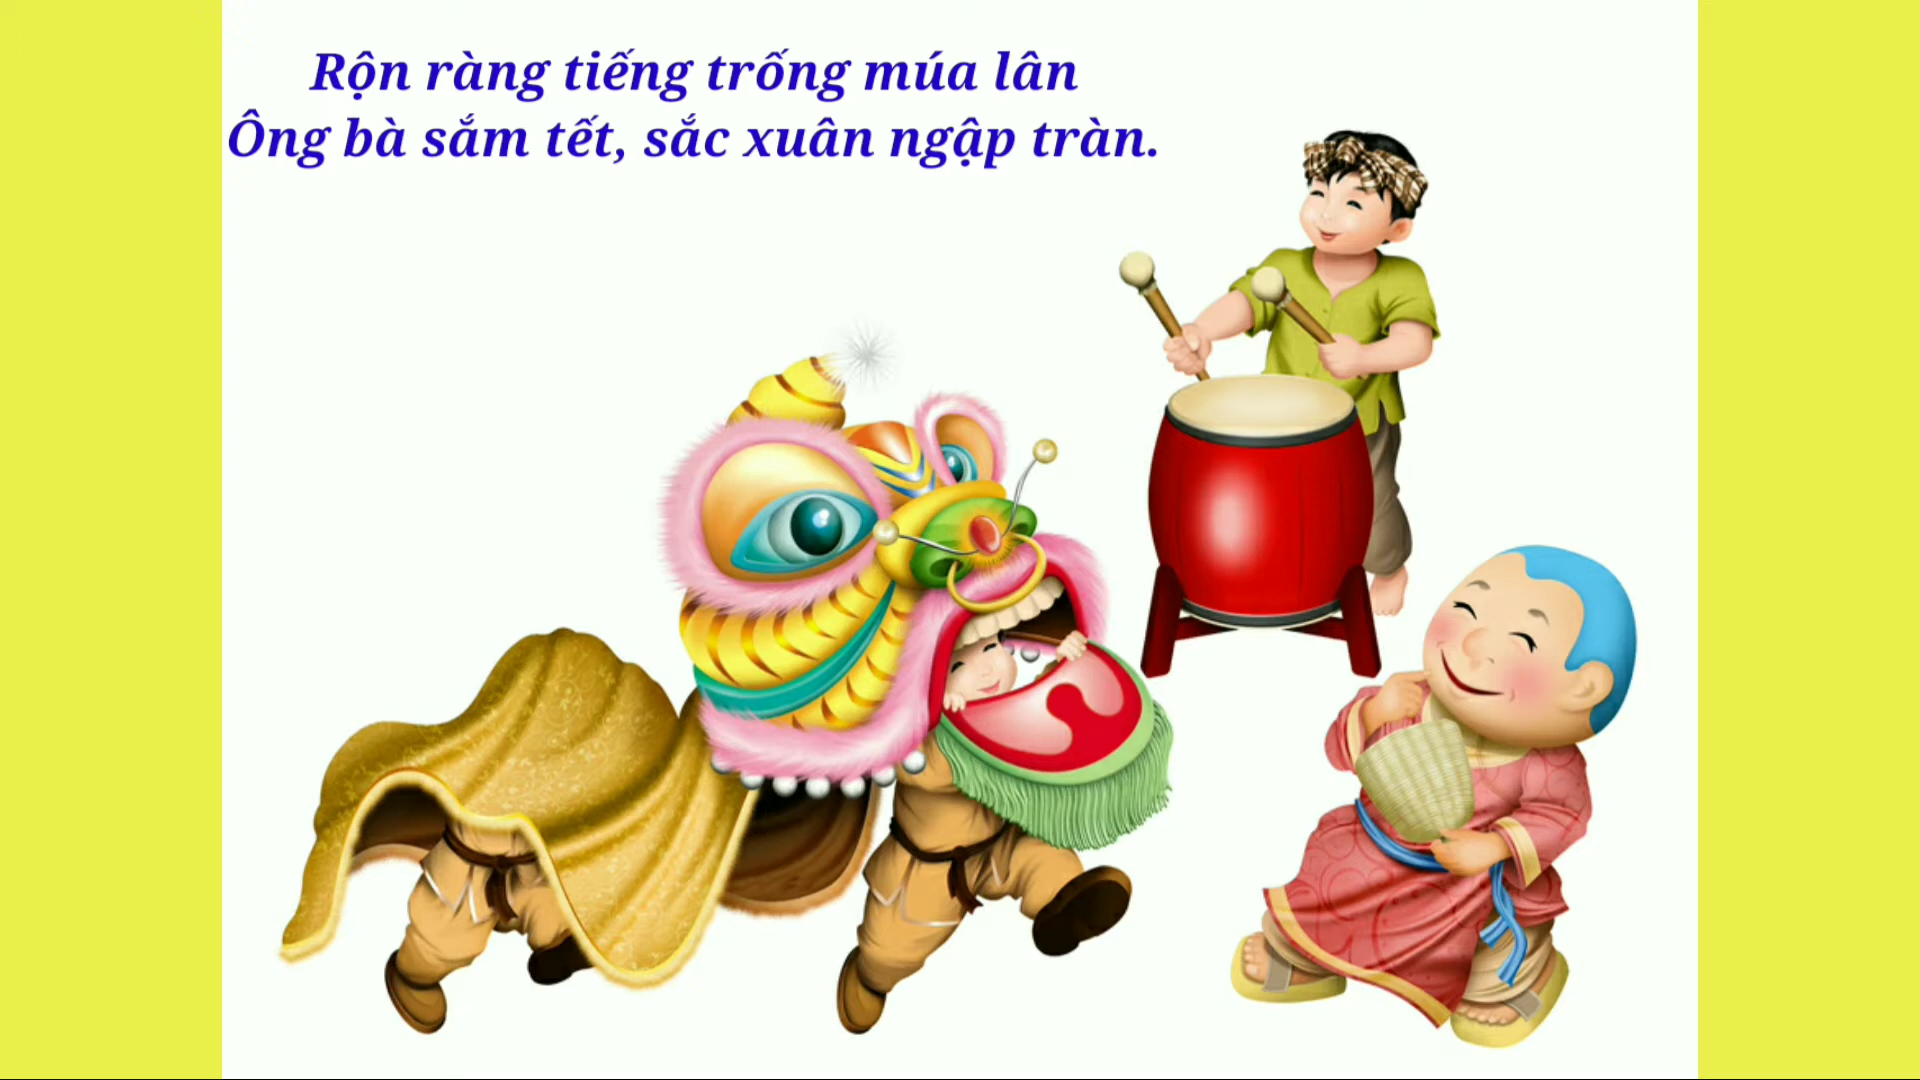 Rộn ràng tiếng trống múa lân
Ông bà sắm tết, sắc xuân ngập tràn.